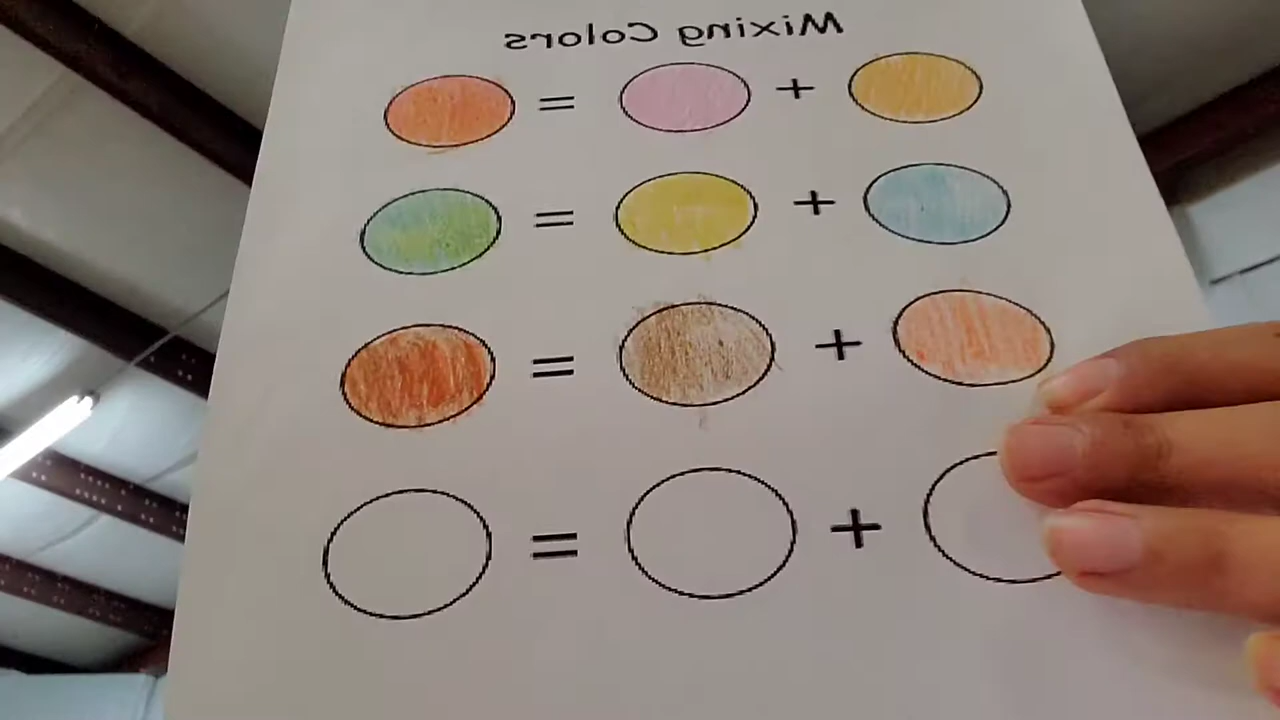 Mixing Colors
+ =
+ =
+ =
+ =